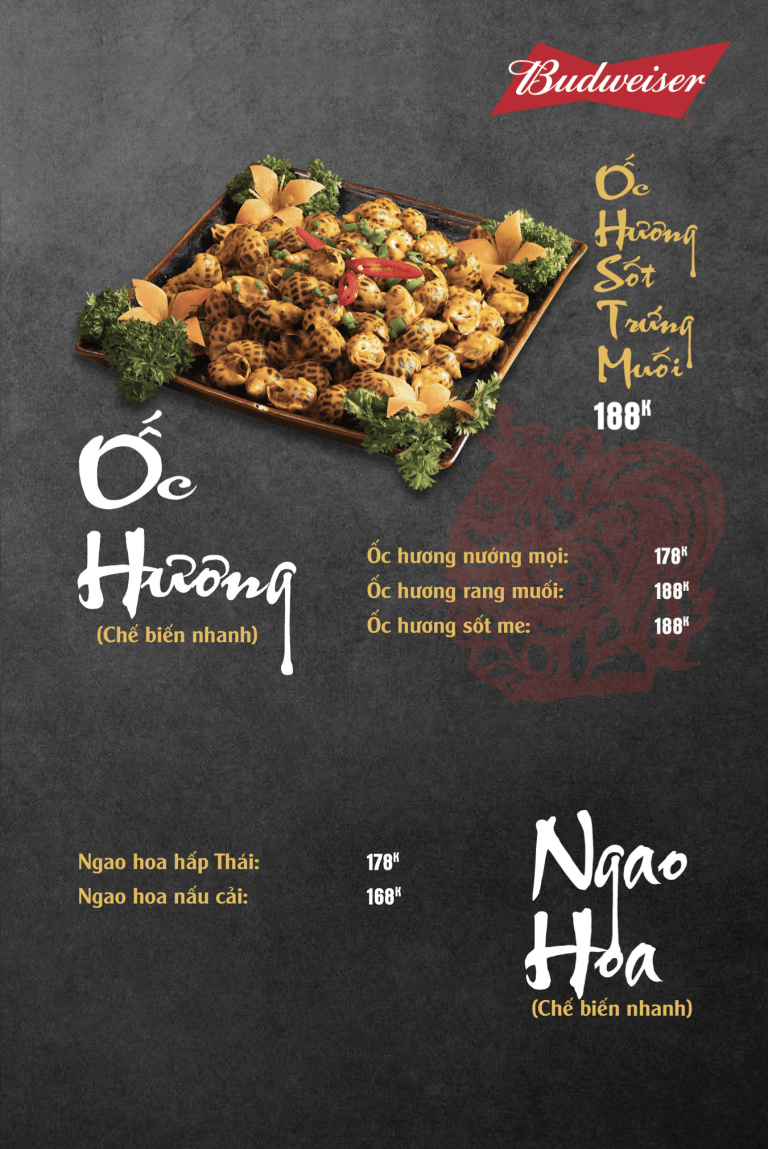 Budweiser
Ốc
Hương
Sốt
Trứng
Muối
188K
Ốc
Hương
(Chế biến nhanh)
Ốc hương nướng mọi: 178K
Ốc hương rang muối: 188K
Ốc hương sốt me: 188K
Ngao hoa hấp Thái: 178K
Ngao hoa nấu cải: 168K
Ngao
Hoa
(Chế biến nhanh)